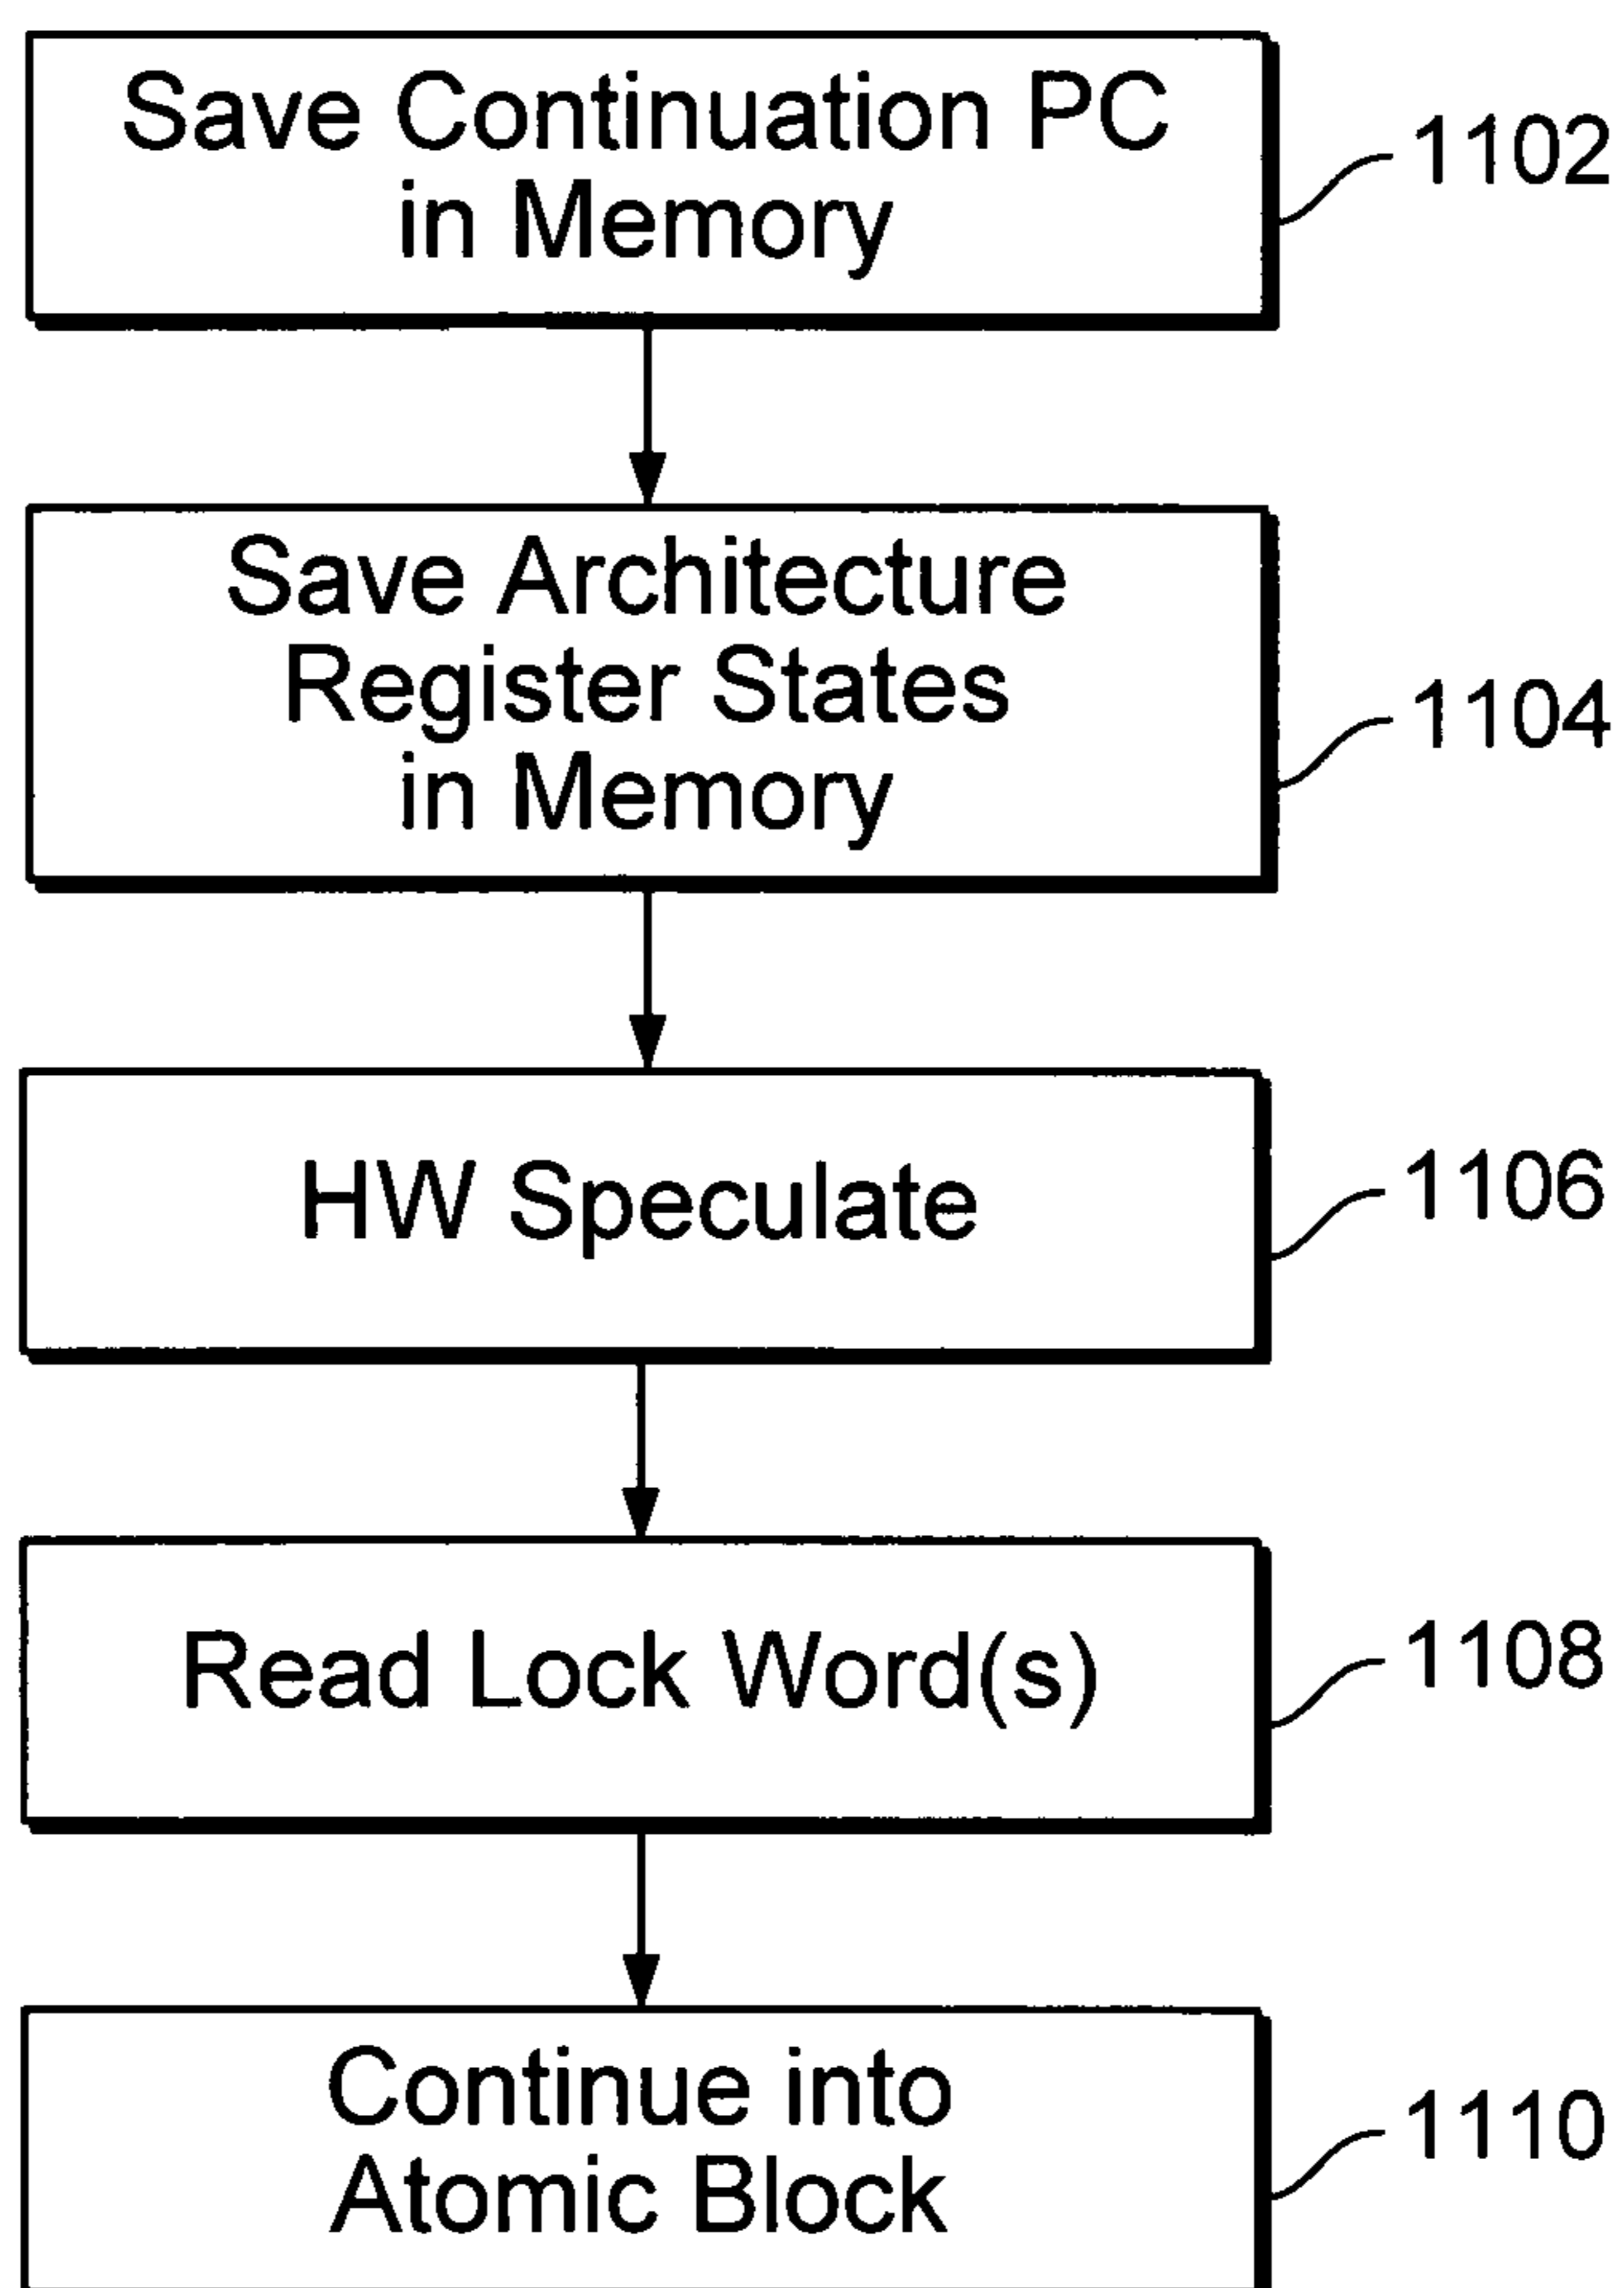 Save Continuation PC
in Memory
1102
Save Architecture
Register States
in Memory
1104
HW Speculate
1106
Read Lock Word(s)
1108
Continue into
Atomic Block
1110